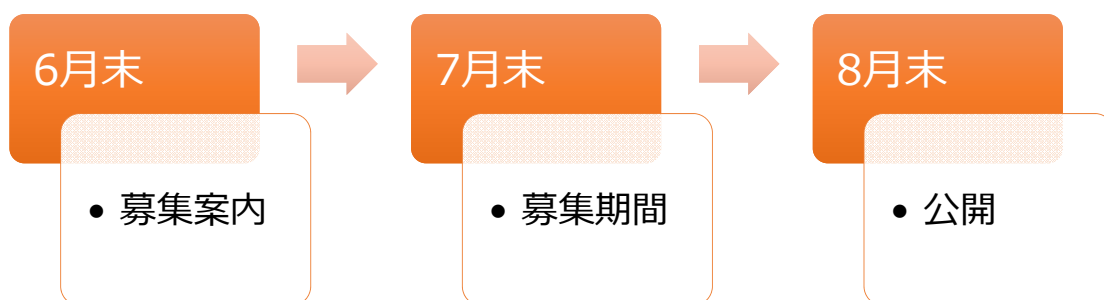 6月末
• 募集案内
7月末
• 募集期間
8月末
• 公開